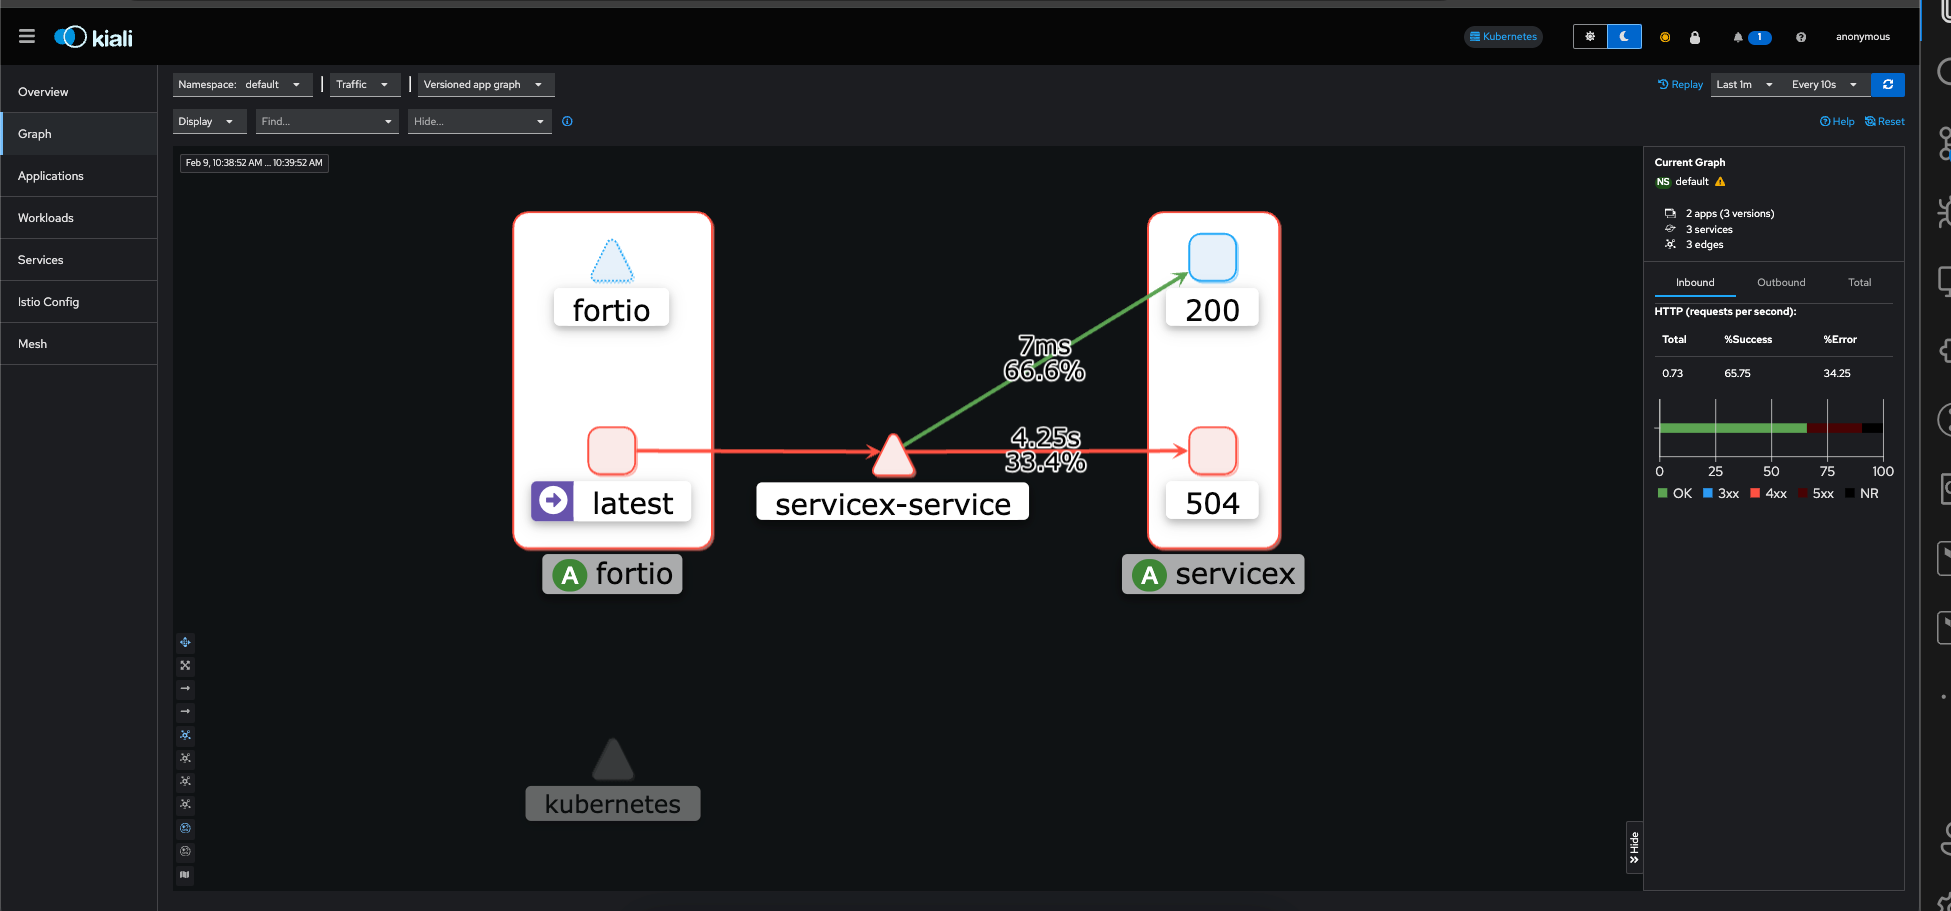 kiali
Kubernetes
1
anonymous
Overview
Graph
Applications
Workloads
Services
Istio Config
Mesh
Namespace: default
Traffic
Versioned app graph
Replay
Last 1m
Every 10s
Display
Find...
Hide...
Help
Reset
Feb 9, 10:38:52 AM ... 10:39:52 AM
fortio
latest
A fortio
servicex-service
7ms
66.6%
4.25s
33.4%
200
504
A servicex
kubernetes
Hide
Current Graph
NS default
2 apps (3 versions)
3 services
3 edges
Inbound Outbound Total
HTTP (requests per second):
Total %Success %Error
0.73 65.75 34.25
0 25 50 75 100
OK 3xx 4xx 5xx NR